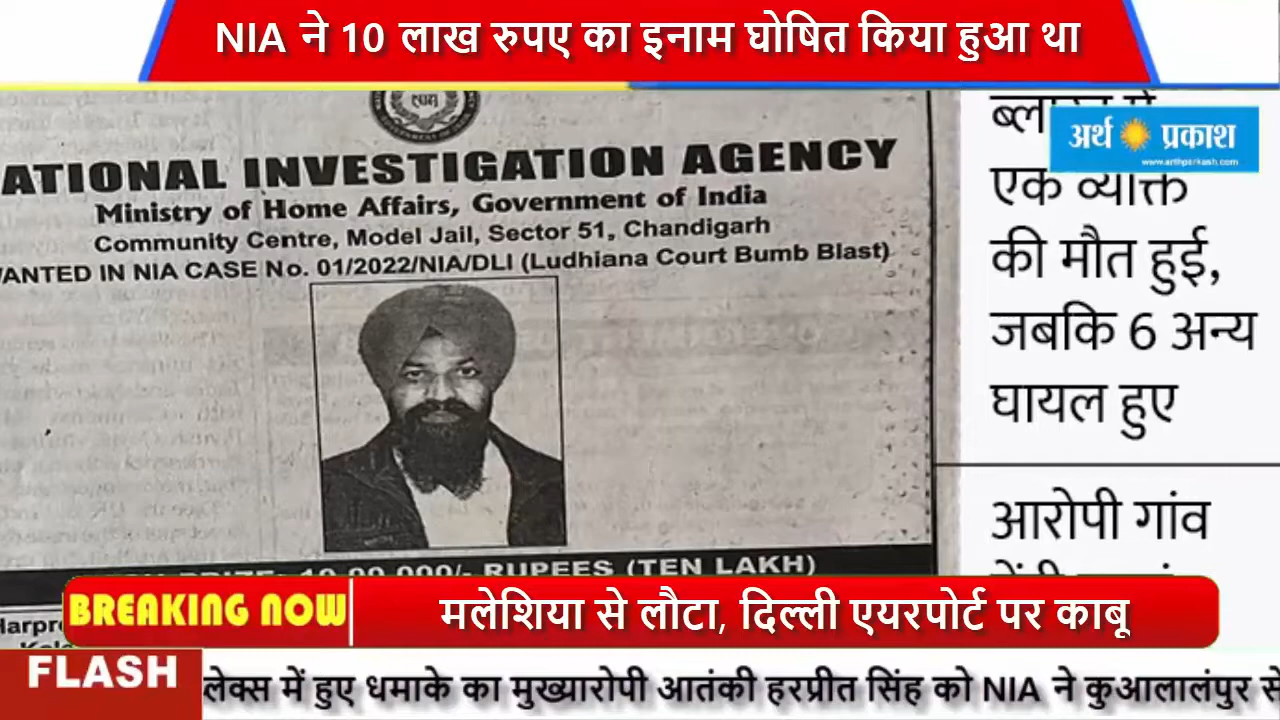 NIA ने 10 लाख रुपए का इनाम घोषित किया हुआ था
अर्थ प्रकाश
www.arthparkash.com
ATIONAL INVESTIGATION AGENCY
Ministry of Home Affairs, Government of India
Community Centre, Model Jail, Sector 51, Chandigarh
ANTED IN NIA CASE No. 01/2022/NIA/DLI (Ludhiana Court Bumb Blast)
RUPEES (TEN LAKH)
एक व्यक्ति
की मौत हुई,
जबकि 6 अन्य
घायल हुए
आरोपी गांव
BREAKING NOW
मलेशिया से लौटा, दिल्ली एयरपोर्ट पर काबू
Harpre
FLASH
लेक्स में हुए धमाके का मुख्यारोपी आतंकी हरप्रीत सिंह को NIA ने कुआलालंपुर से